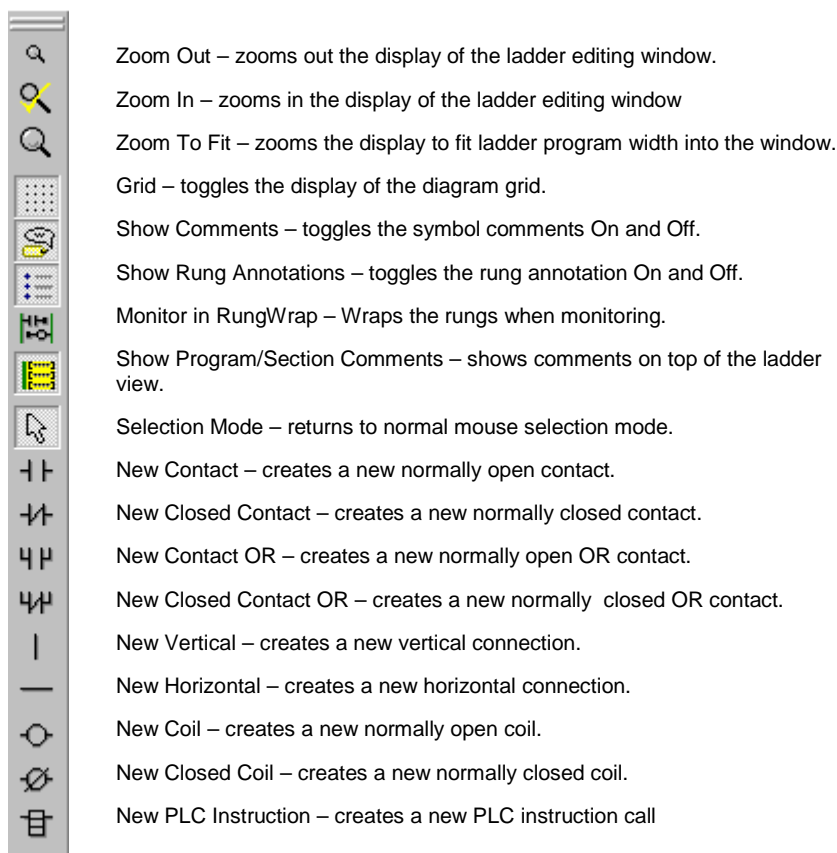 Zoom Out – zooms out the display of the ladder editing window.
Zoom In – zooms in the display of the ladder editing window
Zoom To Fit – zooms the display to fit ladder program width into the window.
Grid – toggles the display of the diagram grid.
Show Comments – toggles the symbol comments On and Off.
Show Rung Annotations – toggles the rung annotation On and Off.
Monitor in RungWrap – Wraps the rungs when monitoring.
Show Program/Section Comments – shows comments on top of the ladder
view.
Selection Mode – returns to normal mouse selection mode.
New Contact – creates a new normally open contact.
New Closed Contact – creates a new normally closed contact.
New Contact OR – creates a new normally open OR contact.
New Closed Contact OR – creates a new normally  closed OR contact.
New Vertical – creates a new vertical connection.
New Horizontal – creates a new horizontal connection.
New Coil – creates a new normally open coil.
New Closed Coil – creates a new normally closed coil.
New PLC Instruction – creates a new PLC instruction call